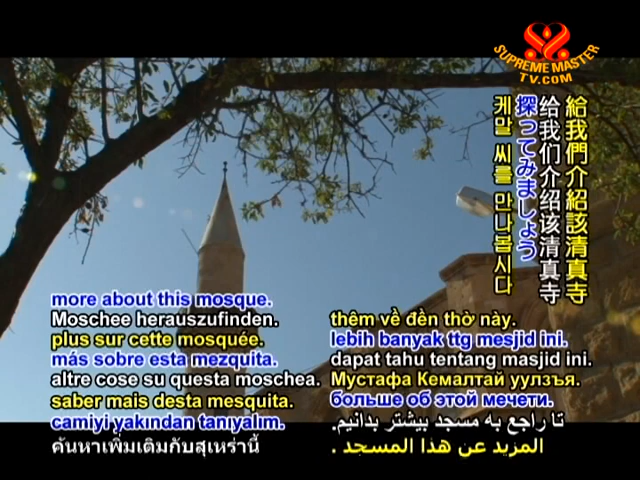 SUPREME MASTER
TV.COM
給我們介紹該清真寺
给我们介绍该清真寺
探ってみましょう
케말 씨를 만나봅시다
more about this mosque.
Moschee herauszufinden.
plus sur cette mosquée.
más sobre esta mezquita.
altre cose su questa moschea.
saber mais desta mesquita.
camiyi yakından tanıyalım.
ค้นหาเพิ่มเติมกับสุเหร่านี้
thêm về đền thờ này.
lebih banyak ttg mesjid ini.
dapat tahu tentang masjid ini.
Мустафа Кемалтай уулзъя.
больше об этой мечети.
تا راجع به مسجد بیشتر بدانیم.
المزيد عن هذا المسجد .